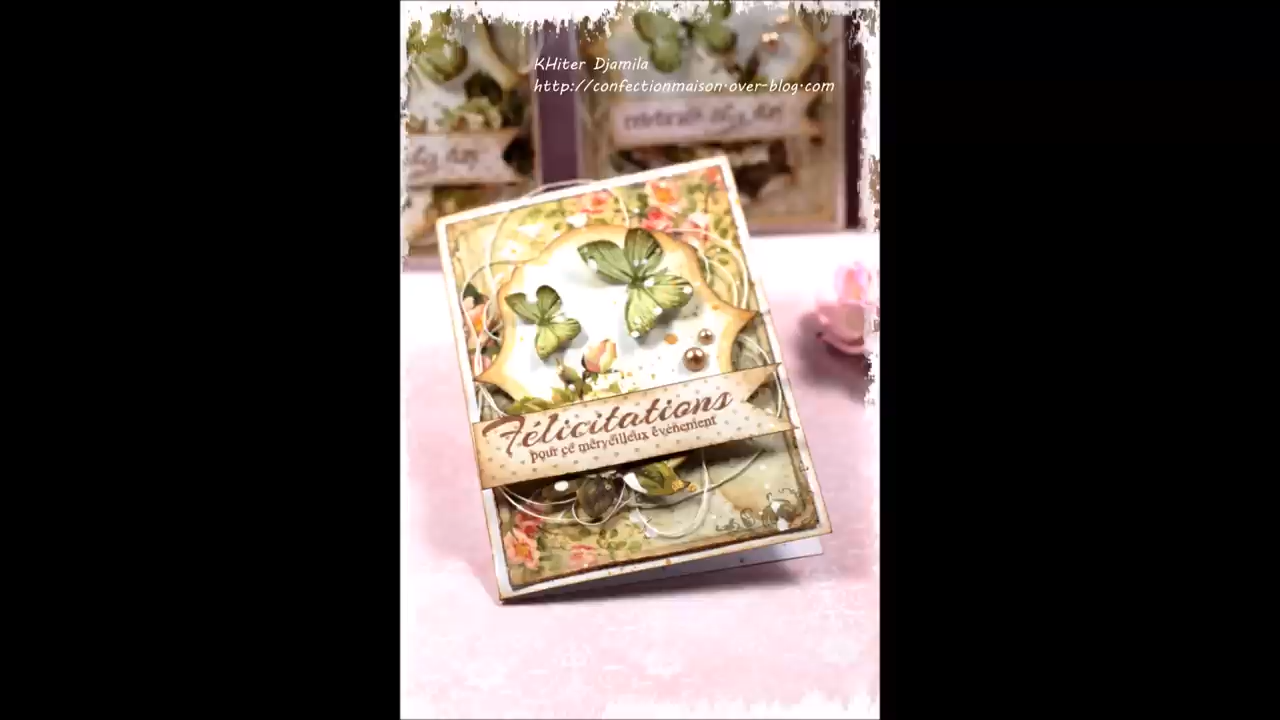 KHiter Djamila
http://confectionmaison.over-blog.com
Félicitations
pour ce merveilleux événement